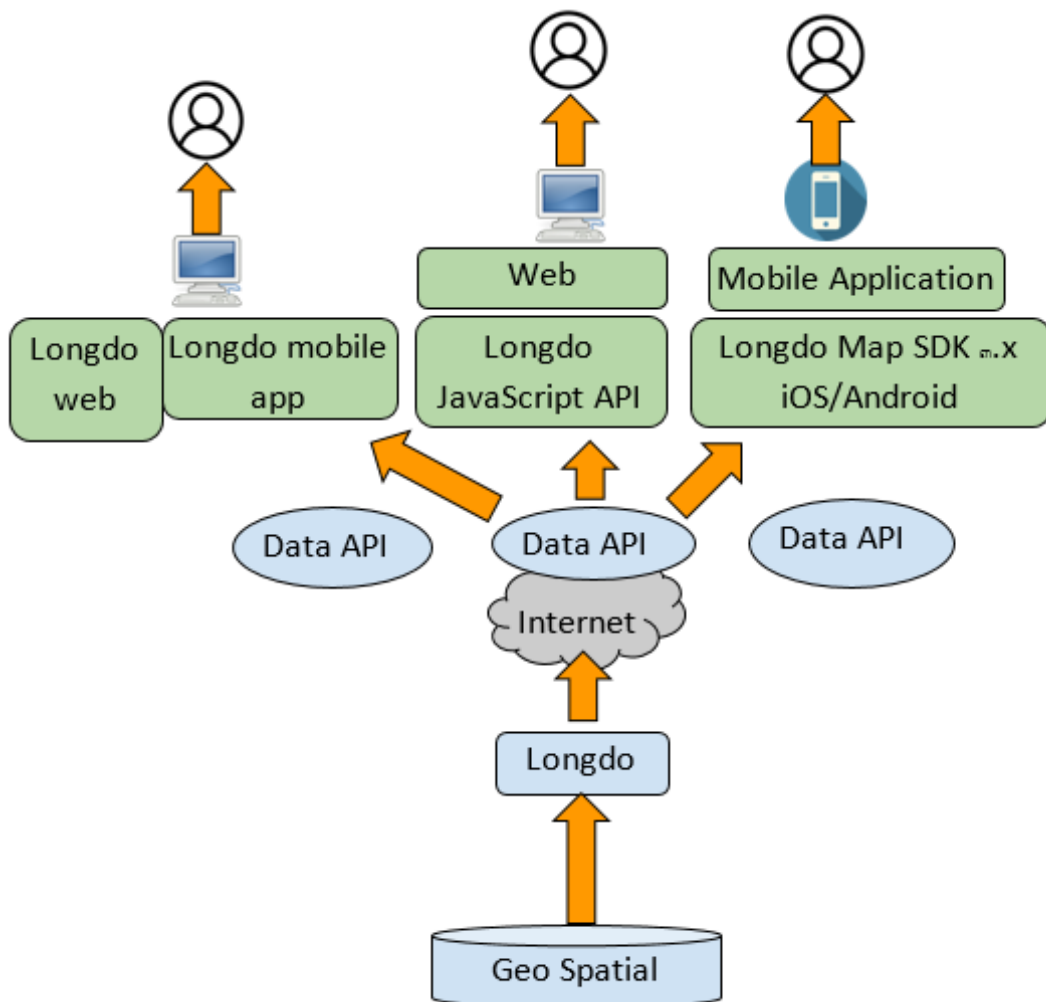 Web
Mobile Application
Longdo
web
Longdo mobile
app
Longdo
JavaScript API
Longdo Map SDK ๓.x
iOS/Android
Data API
Data API
Data API
Internet
Longdo
Geo Spatial